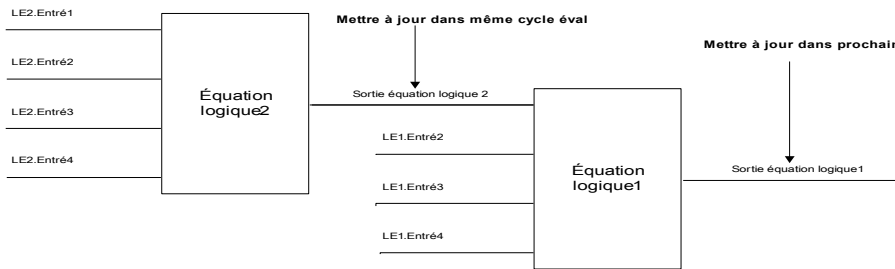 LE2.Entré1
Mettre à jour dans même cycle éval
Mettre à jour dans prochain
LE2.Entré2
Équation
logique2
Sortie équation logique 2
LE2.Entré3
LE1.Entré2
LE2.Entré4
Équation
logique1
Sortie équation logique1
LE1.Entré3
LE1.Entré4